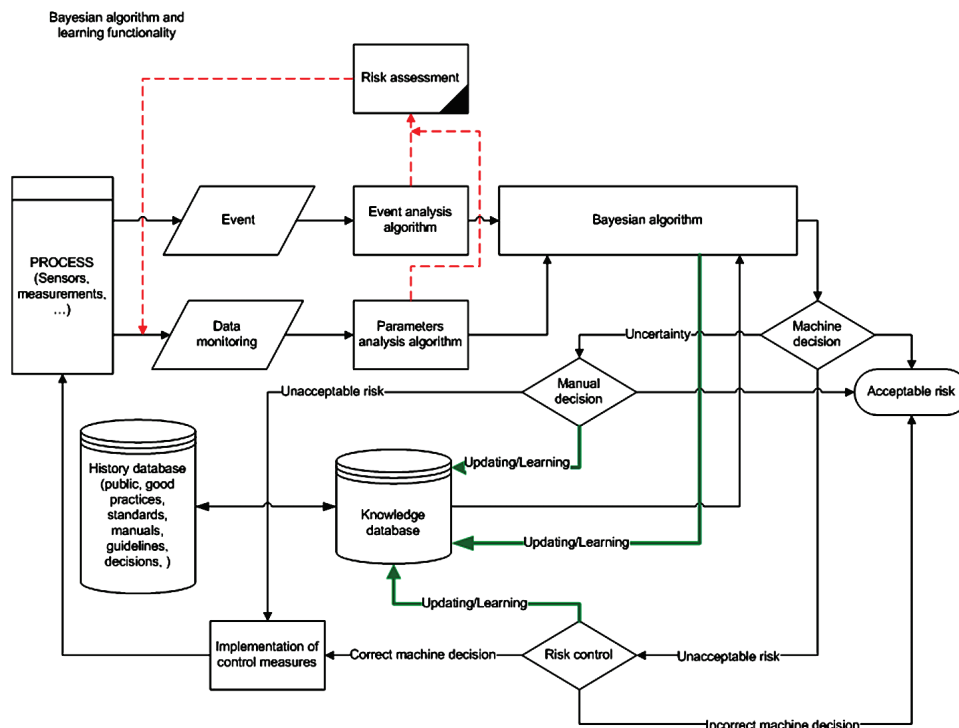 Bayesian algorithm and
learning functionality
Risk assessment
Event
Event analysis
algorithm
Bayesian algorithm
PROCESS
(Sensors,
measurements,
…)
Data
monitoring
Parameters
analysis algorithm
Uncertainty
Machine
decision
Unacceptable risk
Manual
decision
Acceptable risk
Updating/Learning
History database
(public, good
practices,
standards,
manuals,
guidelines,
decisions, )
Knowledge
database
Updating/Learning
Updating/Learning
Implementation of
control measures
Correct machine decision
Risk control
Unacceptable risk
Incorrect machine decision